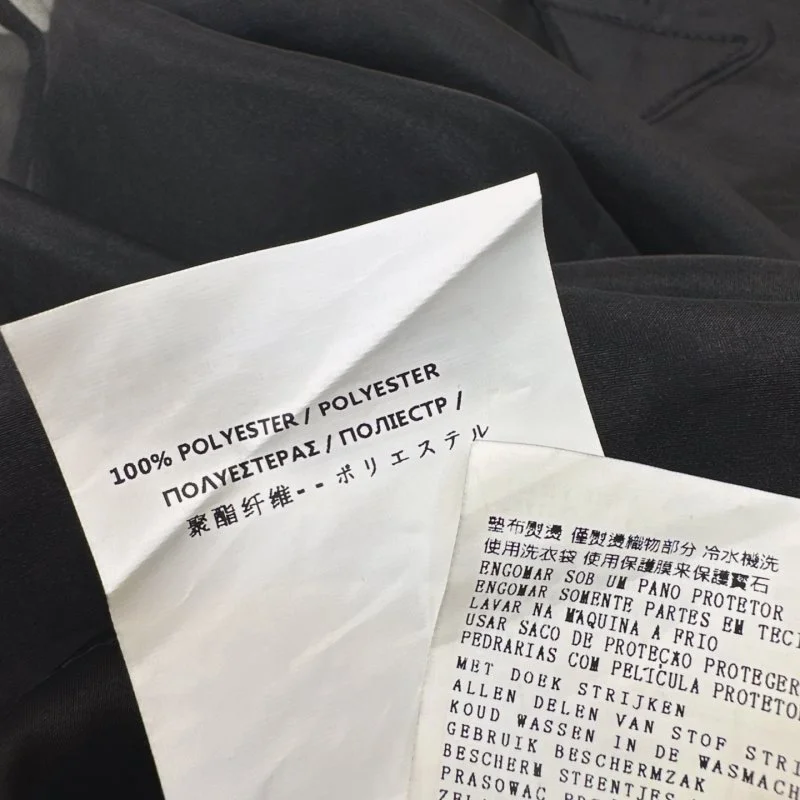 100% POLYESTER / POLYESTER
ΠΟΛΥΕΣΤΕΡΑΣ / ПОЛІЕСТР /
聚酯纤维-- ポリエステル
墊布熨燙 僅熨燙織物部分 冷水機洗
使用洗衣袋 使用保護膜来保護寶石
ENGOMAR SOB UM PANO PROTETOR
ENGOMAR SOMENTE PARTES EM TECI
LAVAR NA MAQUINA A FRIO
USAR SACO DE PROTEÇÃO PROTEGER
PEDRARIAS COM PELÍCULA PROTETO
MET DOEK STRIJKEN
ALLEN DELEN VAN STOF STRI
KOUD WASSEN IN DE WASMACH
GEBRUIK BESCHERMZAK
BESCHERM STEENTJES
PRASOWAC